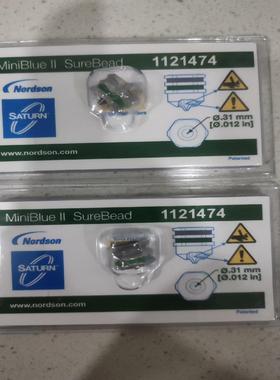 MiniBlue II SureBead 1121474
Nordson
SATURN
Ø.31 mm
[Ø.012 in]
www.nordson.com
Patented
MiniBlue II SureBead 1121474
Nordson
SATURN
Ø.31 mm
[Ø.012 in]
www.nordson.com
Patented